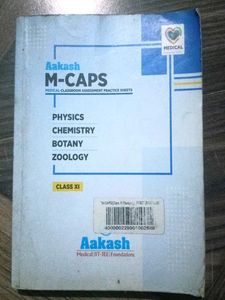 MEDICAL
Aakash
M-CAPS
MEDICAL-CLASSROOM ASSESSMENT PRACTICE SHEETS
PHYSICS
CHEMISTRY
BOTANY
ZOOLOGY
CLASS XI
Aakash
Medical|IIT-JEE|Foundations